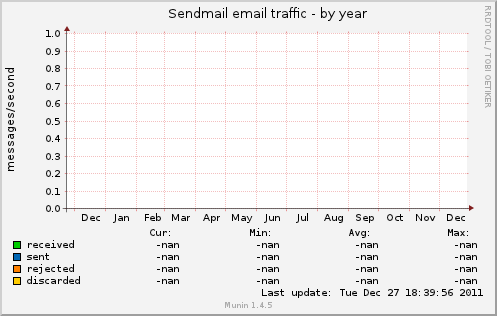 Sendmail email traffic - by year
RRDTOOL / TOBI OETIKER
messages/second
1.0
0.9
0.8
0.7
0.6
0.5
0.4
0.3
0.2
0.1
0.0
Dec Jan Feb Mar Apr May Jun Jul Aug Sep Oct Nov Dec
Cur: Min: Avg: Max:
received -nan -nan -nan -nan
sent -nan -nan -nan -nan
rejected -nan -nan -nan -nan
discarded -nan -nan -nan -nan
Last update: Tue Dec 27 18:39:56 2011
Munin 1.4.5